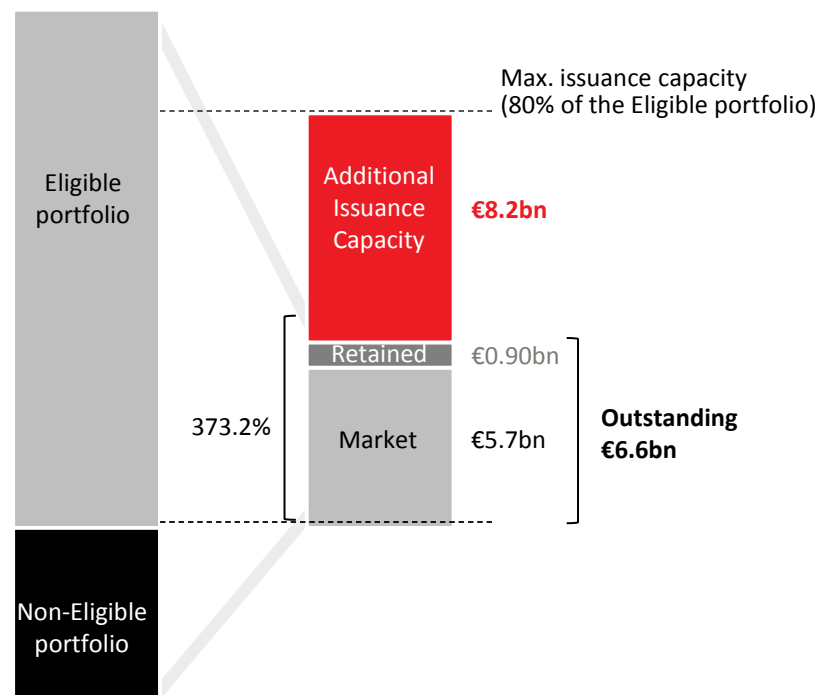 Max. issuance capacity
(80% of the Eligible portfolio)
Eligible
portfolio
Additional
Issuance
Capacity
€8.2bn
Retained
€0.90bn
373.2%
Market
€5.7bn
Outstanding
€6.6bn
Non-Eligible
portfolio